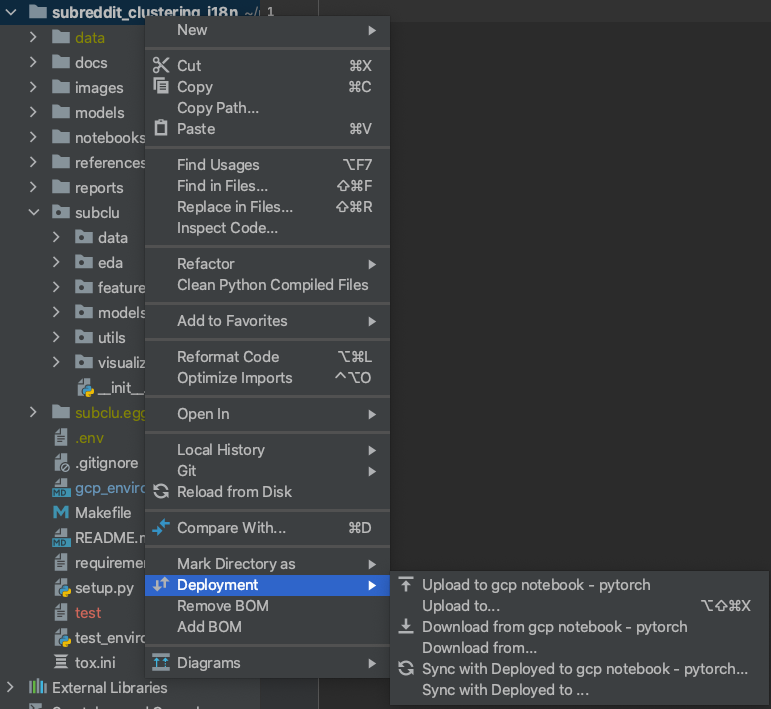 subreddit_clustering_i18n ~/ 1
data
docs
images
models
notebooks
references
reports
subclu
data
eda
feature
models
utils
visualiz
__init__.
subclu.egg
.env
.gitignore
gcp_enviro
Makefile
README.m
requiremen
setup.py
test
test_enviro
tox.ini
External Libraries
New
Cut ⌘X
Copy ⌘C
Copy Path...
Paste ⌘V
Find Usages ⌥F7
Find in Files... ⇧⌘F
Replace in Files... ⇧⌘R
Inspect Code...
Refactor
Clean Python Compiled Files
Add to Favorites
Reformat Code ⌥⌘L
Optimize Imports ^⌥O
Open In
Local History
Git
Reload from Disk
Compare With... ⌘D
Mark Directory as
Deployment
Remove BOM
Add BOM
Diagrams
Upload to gcp notebook - pytorch
Upload to... ⌥⇧⌘X
Download from gcp notebook - pytorch
Download from...
Sync with Deployed to gcp notebook - pytorch...
Sync with Deployed to ...